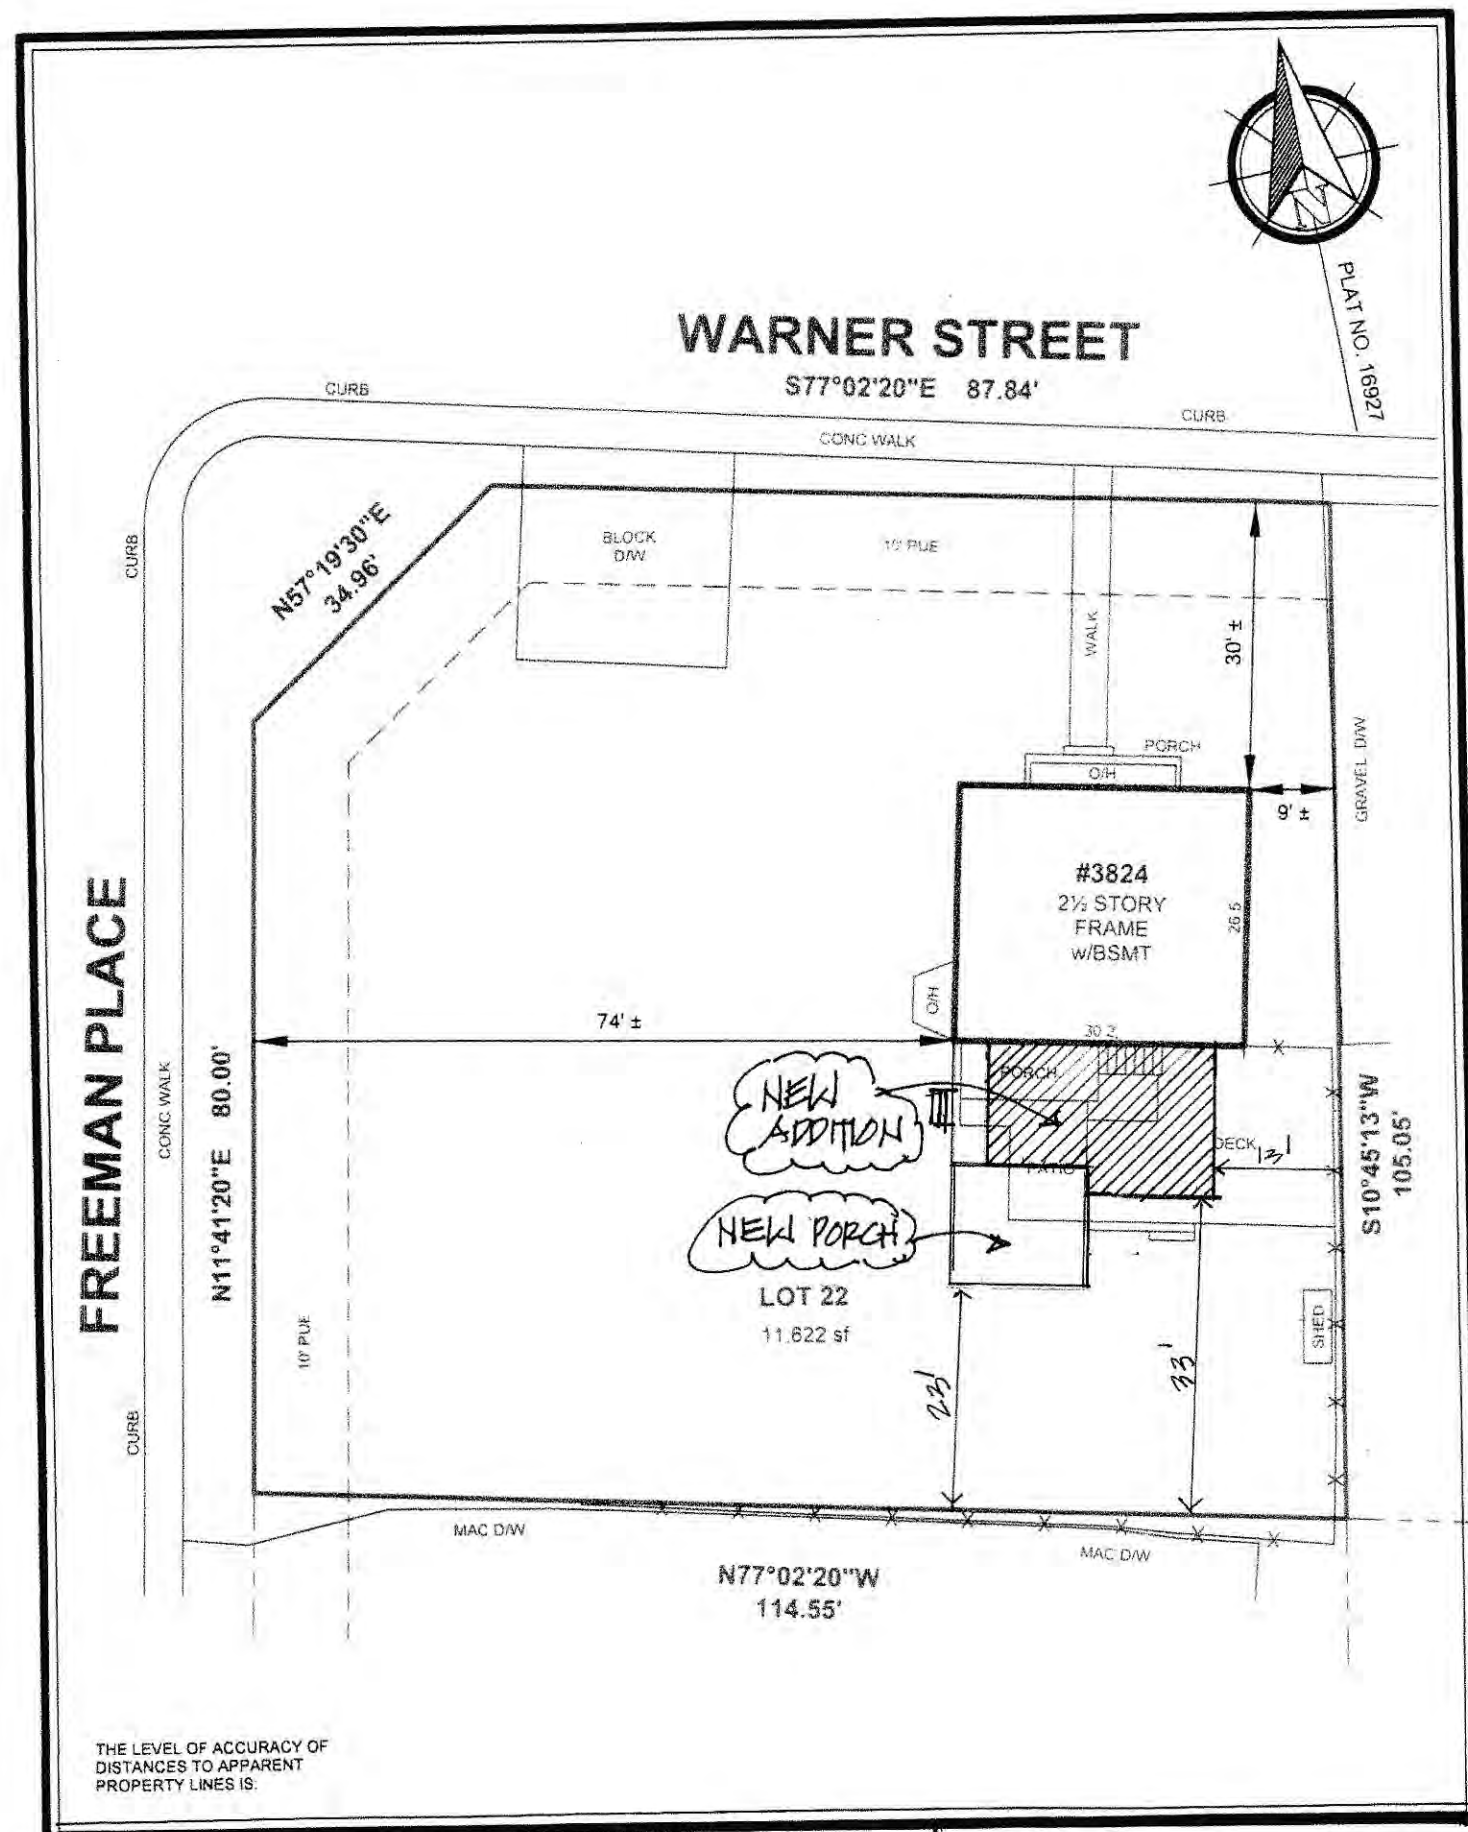 N
PLAT NO. 16927
WARNER STREET
S77°02'20"E 87.84'
CURB
CURB
CONC WALK
N57°19'30"E
34.96'
CURB
BLOCK
D/W
10' PUE
WALK
30' ±
PORCH
O/H
9' ±
GRAVEL D/W
#3824
2½ STORY
FRAME
w/BSMT
26.5
O/H
30.2
74' ±
FREEMAN PLACE
CONC WALK
N11°41'20"E 80.00'
NEW
ADDITION
PORCH
DECK
13'
PATIO
S10°45'13"W
105.05'
NEW PORCH
LOT 22
11,622 sf
10' PUE
SHED
23'
33'
CURB
MAC D/W
MAC D/W
N77°02'20"W
114.55'
THE LEVEL OF ACCURACY OF
DISTANCES TO APPARENT
PROPERTY LINES IS: